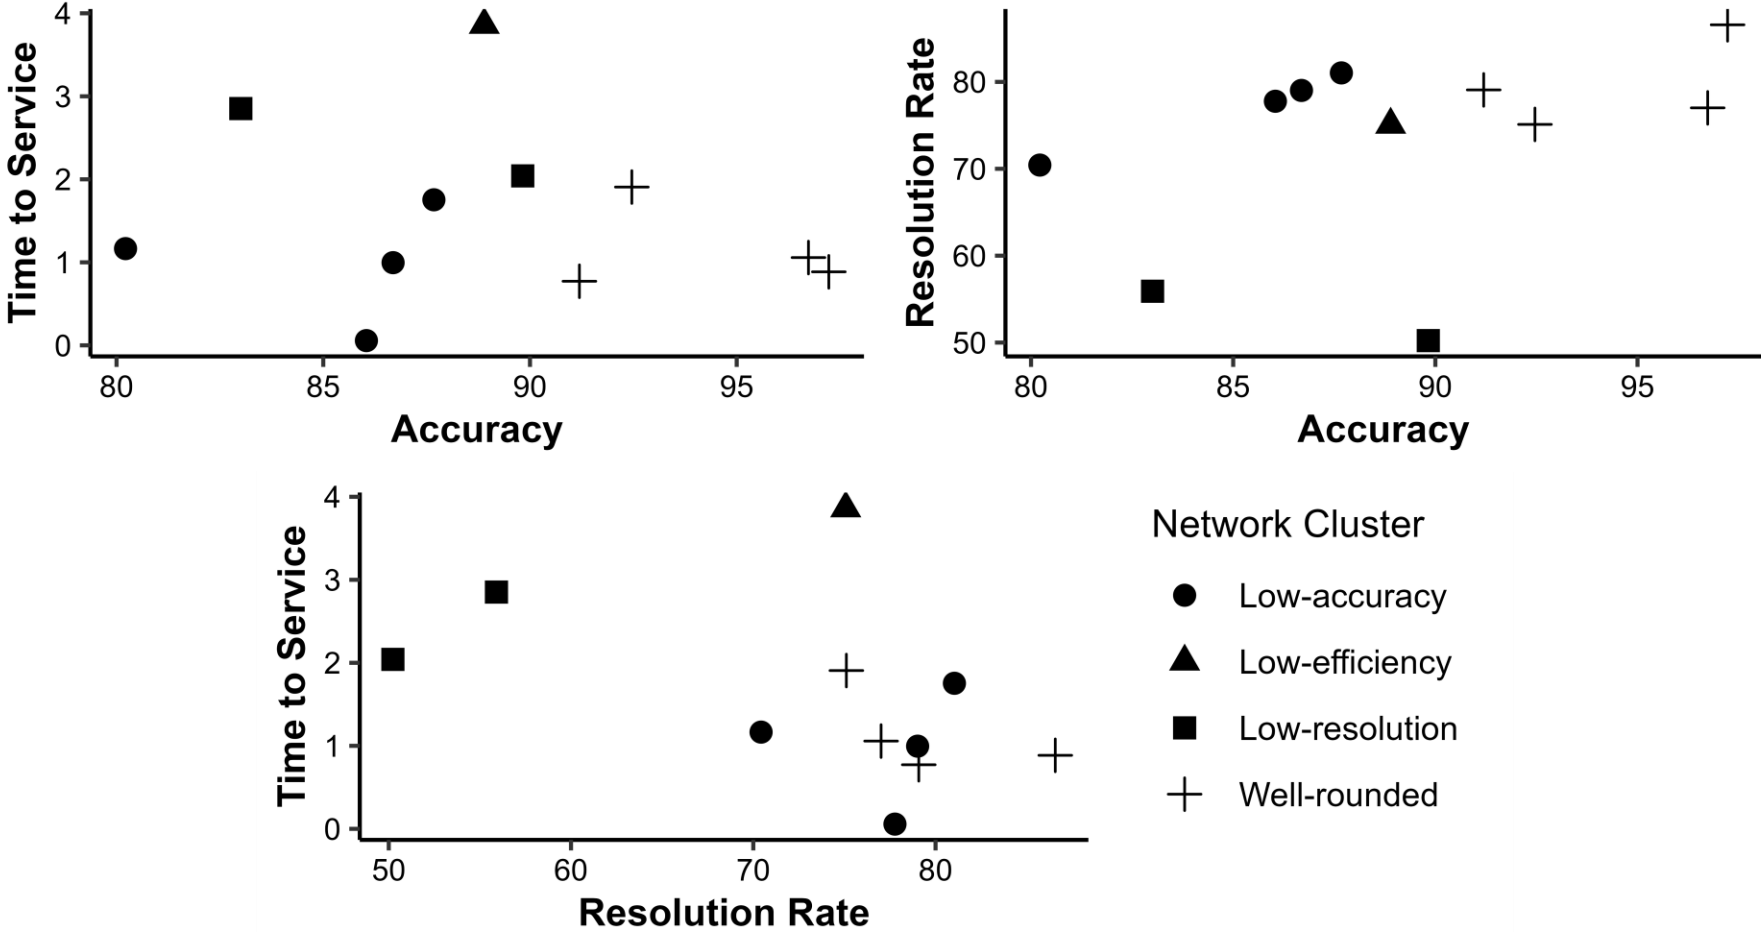 Time to Service
4
3
2
1
0
80
85
90
95
Accuracy
Resolution Rate
80
70
60
50
80
85
90
95
Accuracy
Time to Service
4
3
2
1
0
50
60
70
80
Resolution Rate
Network Cluster
Low-accuracy
Low-efficiency
Low-resolution
Well-rounded